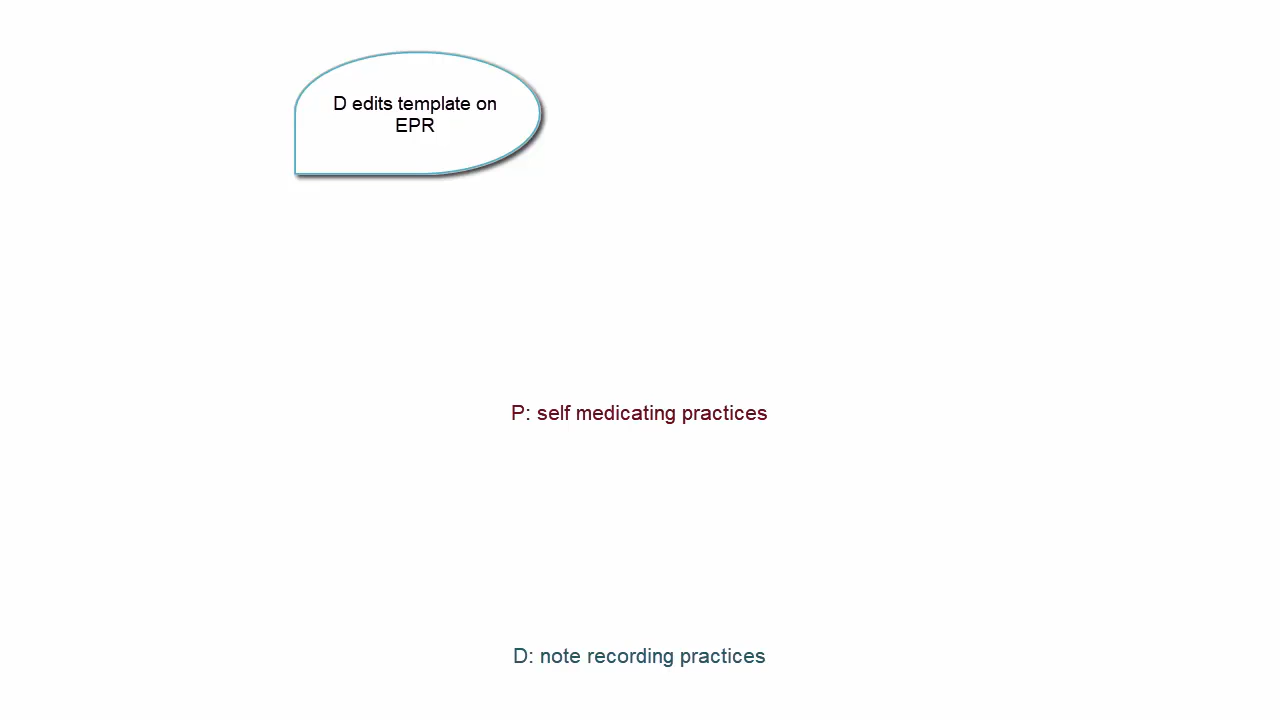 D edits template on
EPR
P: self medicating practices
D: note recording practices